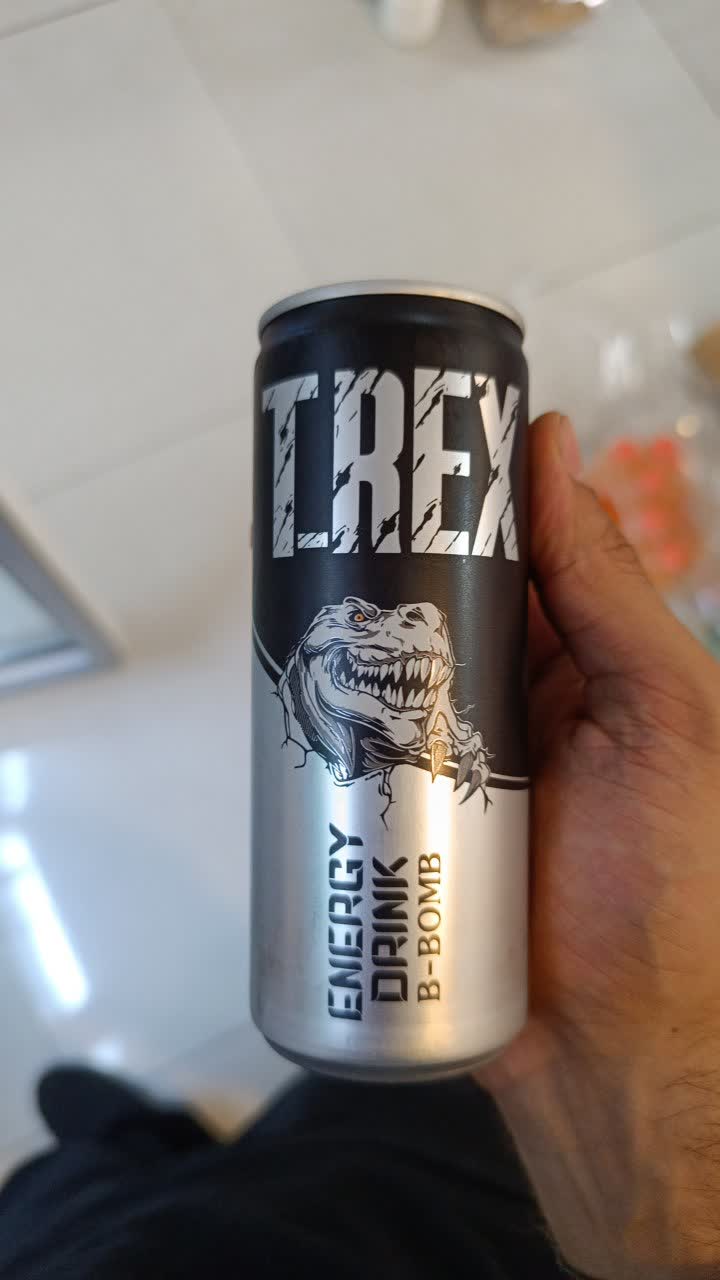 T.REX
ENERGY
DRINK
B-BOMB